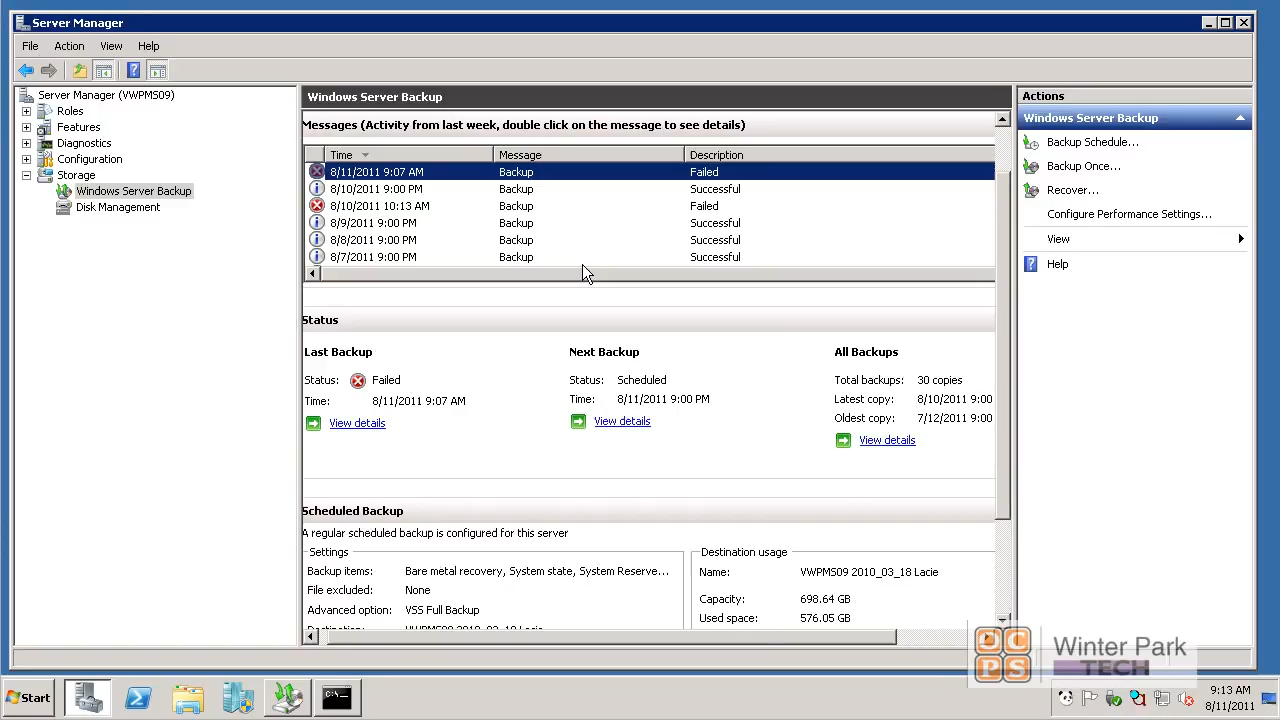 Server Manager
File Action View Help
Server Manager (VWPMS09)
Roles
Features
Diagnostics
Configuration
Storage
Windows Server Backup
Disk Management
Windows Server Backup
Messages (Activity from last week, double click on the message to see details)
Time Message Description
8/11/2011 9:07 AM Backup Failed
8/10/2011 9:00 PM Backup Successful
8/10/2011 10:13 AM Backup Failed
8/9/2011 9:00 PM Backup Successful
8/8/2011 9:00 PM Backup Successful
8/7/2011 9:00 PM Backup Successful
Status
Last Backup Next Backup All Backups
Status: Failed Status: Scheduled Total backups: 30 copies
Time: 8/11/2011 9:07 AM Time: 8/11/2011 9:00 PM Latest copy: 8/10/2011 9:00
Oldest copy: 7/12/2011 9:00
View details View details View details
Scheduled Backup
A regular scheduled backup is configured for this server
Settings
Backup items: Bare metal recovery, System state, System Reserve...
File excluded: None
Advanced option: VSS Full Backup
Destination usage
Name: VWPMS09 2010_03_18 Lacie
Capacity: 698.64 GB
Used space: 576.05 GB
Actions
Windows Server Backup
Backup Schedule...
Backup Once...
Recover...
Configure Performance Settings...
View
Help
OCPS
Winter Park
TECH
Start
9:13 AM
8/11/2011